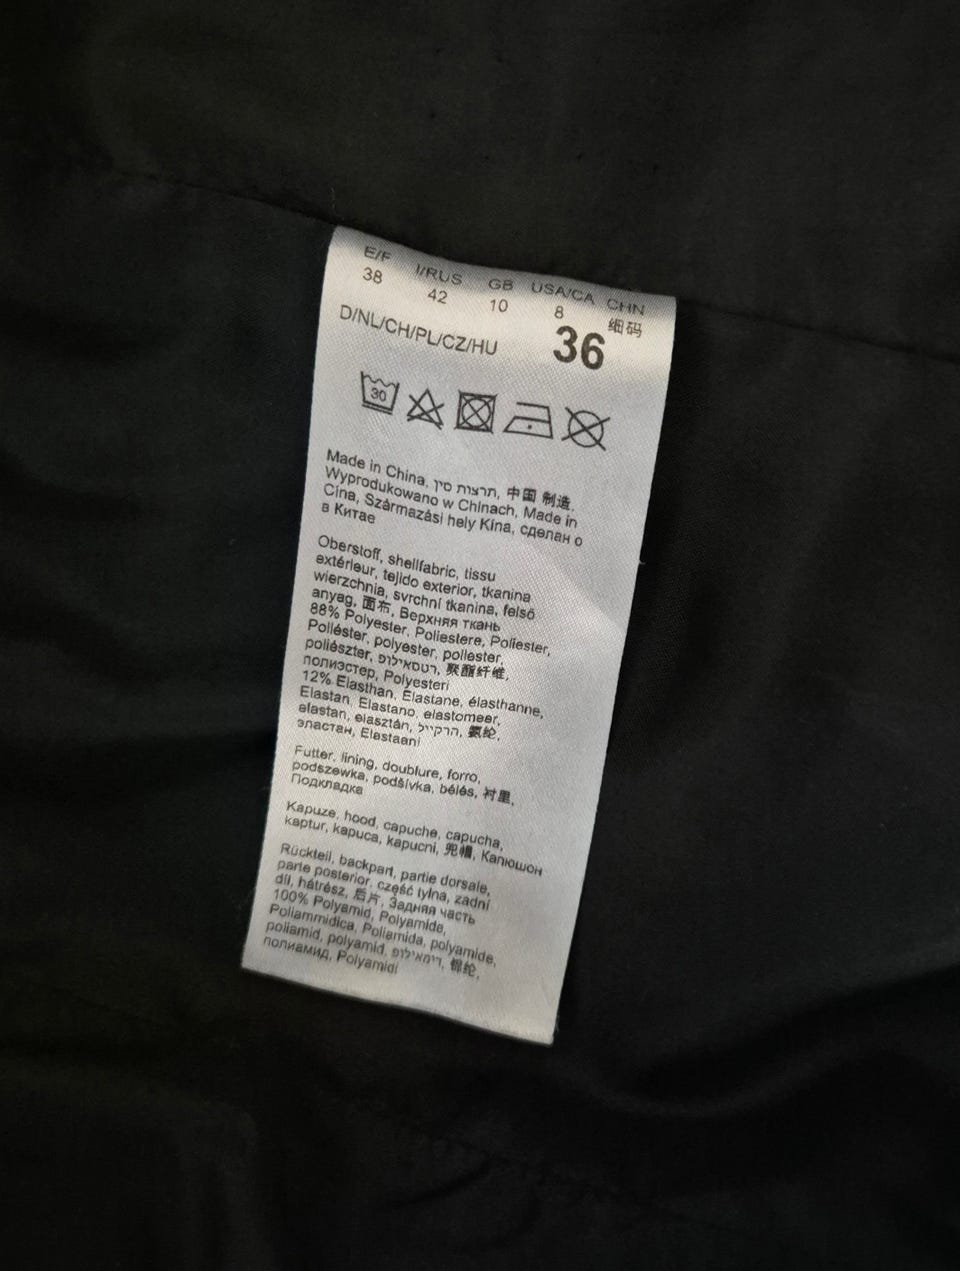 E/F I/RUS GB USA/CA CHN
38 42 10 8 细码
D/NL/CH/PL/CZ/HU 36
30
Made in China, תרצות סין, 中国 制造,
Wyprodukowano w Chinach, Made in
Cina, Származási hely Kína, сделан о
в Китае
Oberstoff, shellfabric, tissu
extérieur, tejido exterior, tkanina
wierzchnia, svrchní tkanina, felső
anyag, 面布, Верхняя ткань
88% Polyester, Poliestere, Poliester,
Poliéster, polyester, poliester,
poliészter, פוליאסטר, 聚酯纤维,
полиэстер, Polyesteri
12% Elasthan, Elastane, élasthanne,
Elastan, Elastano, elastomeer,
elastan, elasztán, לייקרה, 氨纶,
эластан, Elastaani
Futter, lining, doublure, forro,
podszewka, podšívka, bélés, 衬里,
Подкладка
Kapuze, hood, capuche, capucha,
kaptur, kapuca, kapucni, 兜帽, Капюшон
Rückteil, backpart, partie dorsale,
parte posterior, część tylna, zadní
díl, hátrész, 后片, Задняя часть
100% Polyamid, Polyamide,
Poliammidica, Poliamida, polyamide,
poliamid, polyamid, 锦纶,
полиамид, Polyamidi